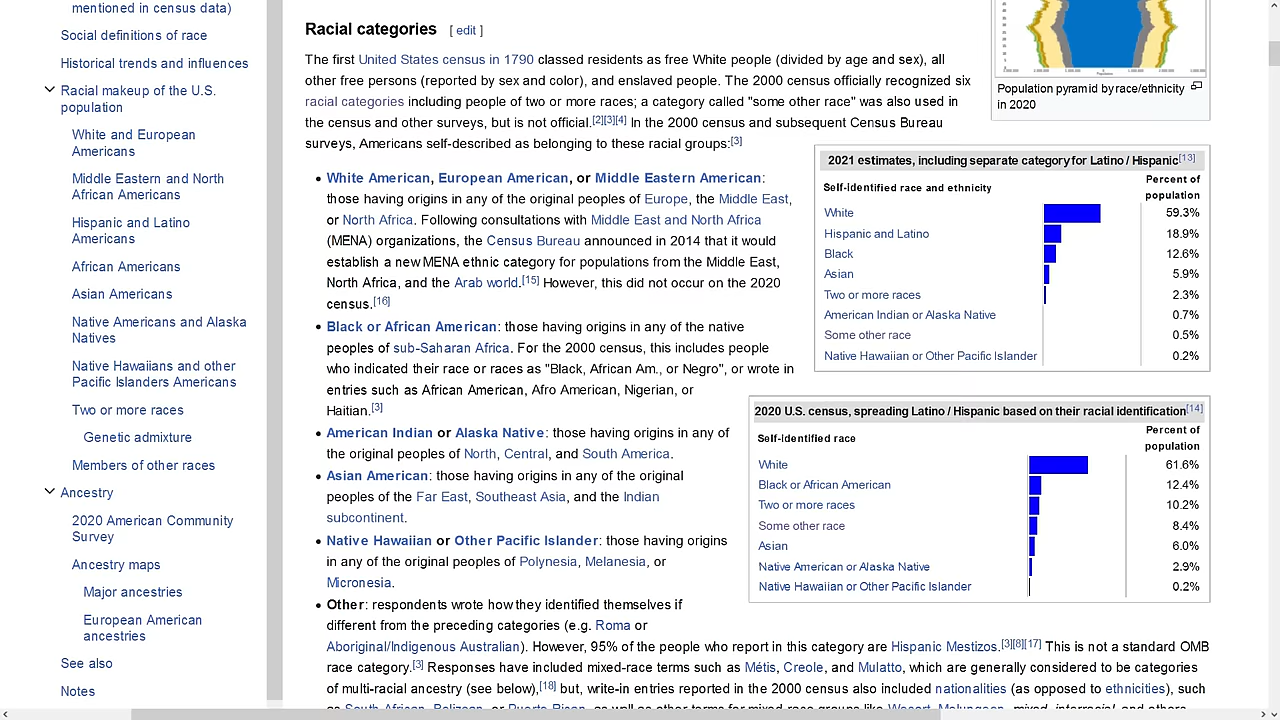 mentioned in census data)
Social definitions of race
Historical trends and influences
Racial makeup of the U.S.
population
White and European
Americans
Middle Eastern and North
African Americans
Hispanic and Latino
Americans
African Americans
Asian Americans
Native Americans and Alaska
Natives
Native Hawaiians and other
Pacific Islanders Americans
Two or more races
Genetic admixture
Members of other races
Ancestry
2020 American Community
Survey
Ancestry maps
Major ancestries
European American
ancestries
See also
Notes
Racial categories [ edit ]
The first United States census in 1790 classed residents as free White people (divided by age and sex), all
other free persons (reported by sex and color), and enslaved people. The 2000 census officially recognized six
racial categories including people of two or more races; a category called "some other race" was also used in
the census and other surveys, but is not official.[2][3][4] In the 2000 census and subsequent Census Bureau
surveys, Americans self-described as belonging to these racial groups:[3]
• White American, European American, or Middle Eastern American:
those having origins in any of the original peoples of Europe, the Middle East,
or North Africa. Following consultations with Middle East and North Africa
(MENA) organizations, the Census Bureau announced in 2014 that it would
establish a new MENA ethnic category for populations from the Middle East,
North Africa, and the Arab world.[15] However, this did not occur on the 2020
census.[16]
• Black or African American: those having origins in any of the native
peoples of sub-Saharan Africa. For the 2000 census, this includes people
who indicated their race or races as "Black, African Am., or Negro", or wrote in
entries such as African American, Afro American, Nigerian, or
Haitian.[3]
• American Indian or Alaska Native: those having origins in any of
the original peoples of North, Central, and South America.
• Asian American: those having origins in any of the original
peoples of the Far East, Southeast Asia, and the Indian
subcontinent.
• Native Hawaiian or Other Pacific Islander: those having origins
in any of the original peoples of Polynesia, Melanesia, or
Micronesia.
• Other: respondents wrote how they identified themselves if
different from the preceding categories (e.g. Roma or
Aboriginal/Indigenous Australian). However, 95% of the people who report in this category are Hispanic Mestizos.[3][8][17] This is not a standard OMB
race category.[3] Responses have included mixed-race terms such as Métis, Creole, and Mulatto, which are generally considered to be categories
of multi-racial ancestry (see below),[18] but, write-in entries reported in the 2000 census also included nationalities (as opposed to ethnicities), such
as South African, Belizean, or Puerto Rican, as well as other terms for mixed-race groups like Wesort, Melungeon, mixed, interracial, and others.
Population pyramid by race/ethnicity
in 2020
2021 estimates, including separate category for Latino / Hispanic[13]
Self-identified race and ethnicity Percent of
population
White 59.3%
Hispanic and Latino 18.9%
Black 12.6%
Asian 5.9%
Two or more races 2.3%
American Indian or Alaska Native 0.7%
Some other race 0.5%
Native Hawaiian or Other Pacific Islander 0.2%
2020 U.S. census, spreading Latino / Hispanic based on their racial identification[14]
Self-identified race Percent of
population
White 61.6%
Black or African American 12.4%
Two or more races 10.2%
Some other race 8.4%
Asian 6.0%
Native American or Alaska Native 2.9%
Native Hawaiian or Other Pacific Islander 0.2%